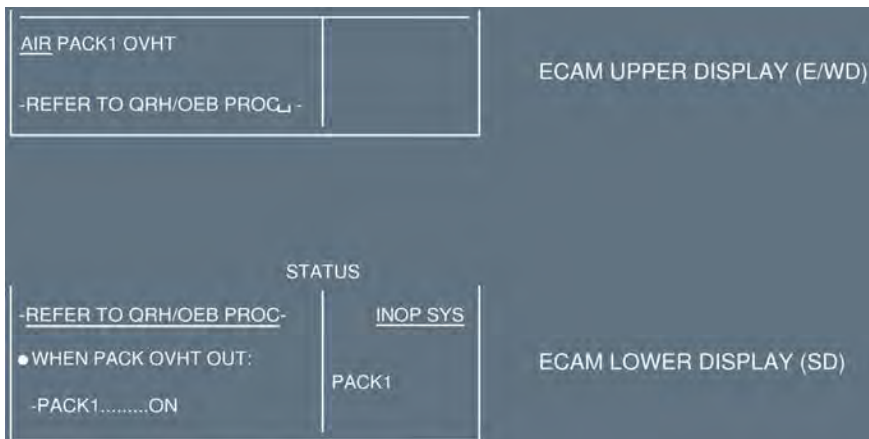 AIR PACK1 OVHT
ECAM UPPER DISPLAY (E/WD)
-REFER TO QRH/OEB PROC -
STATUS
-REFER TO QRH/OEB PROC-
INOP SYS
●WHEN PACK OVHT OUT:
ECAM LOWER DISPLAY (SD)
PACK1
-PACK1.........ON